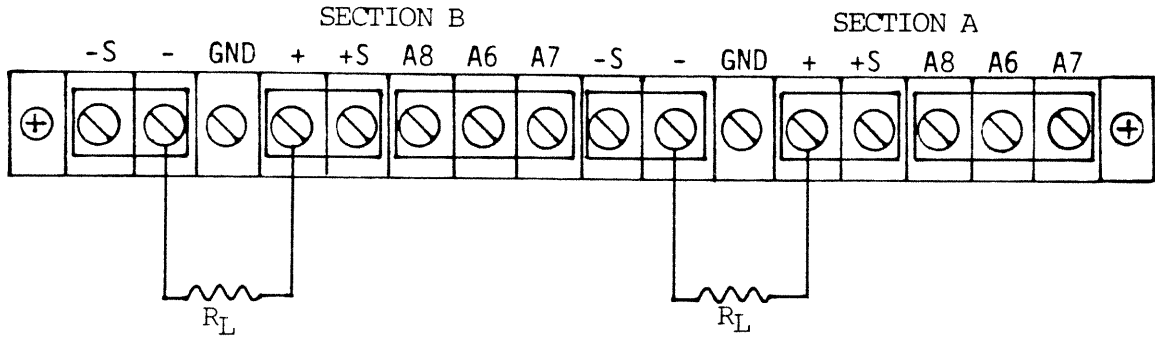 SECTION B
SECTION A
-S - GND + +S A8 A6 A7 -S - GND + +S A8 A6 A7
RL
RL